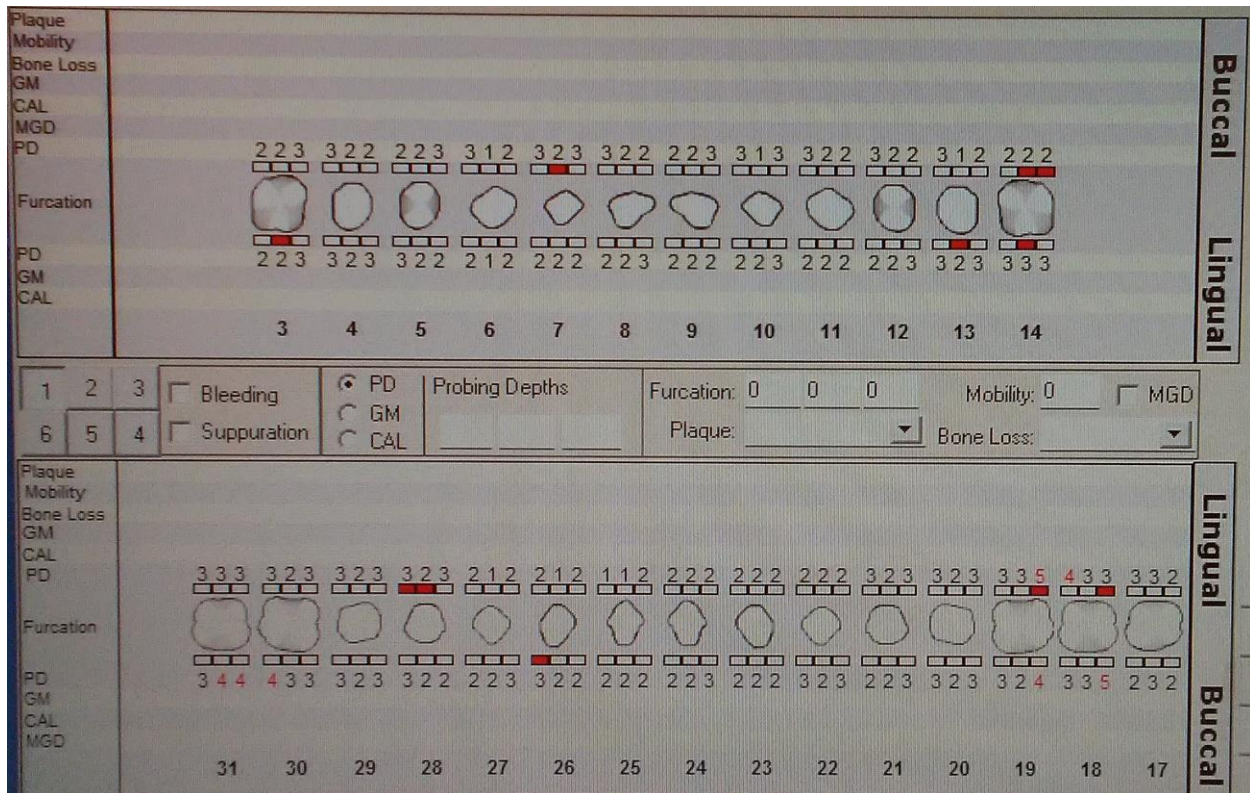 Plaque
Mobility
Bone Loss
GM
CAL
MGD
PD 2 2 3 3 2 2 2 2 3 3 1 2 3 2 3 3 2 2 2 2 3 3 1 3 3 2 2 3 2 2 3 1 2 2 2 2
Buccal
Furcation
PD 2 2 3 3 2 3 3 2 2 2 1 2 2 2 2 2 2 3 2 2 2 2 2 3 2 2 2 2 2 3 3 2 3 3 3 3
GM
CAL
Lingual
3 4 5 6 7 8 9 10 11 12 13 14
1 2 3 Bleeding PD Probing Depths Furcation: 0 0 0 Mobility: 0 MGD
GM
6 5 4 Suppuration CAL Plaque: Bone Loss:
Plaque
Mobility
Bone Loss
GM
CAL
PD 3 3 3 3 2 3 3 2 3 3 2 3 2 1 2 2 1 2 1 1 2 2 2 2 2 2 2 2 2 2 3 2 3 3 2 3 3 3 5 4 3 3 3 3 2
Lingual
Furcation
PD 3 4 4 4 3 3 3 2 3 3 2 2 2 2 3 3 2 2 2 2 2 2 2 3 2 2 2 3 2 3 2 2 3 3 2 3 3 2 4 3 3 5 2 3 2
GM
CAL
MGD
Buccal
31 30 29 28 27 26 25 24 23 22 21 20 19 18 17